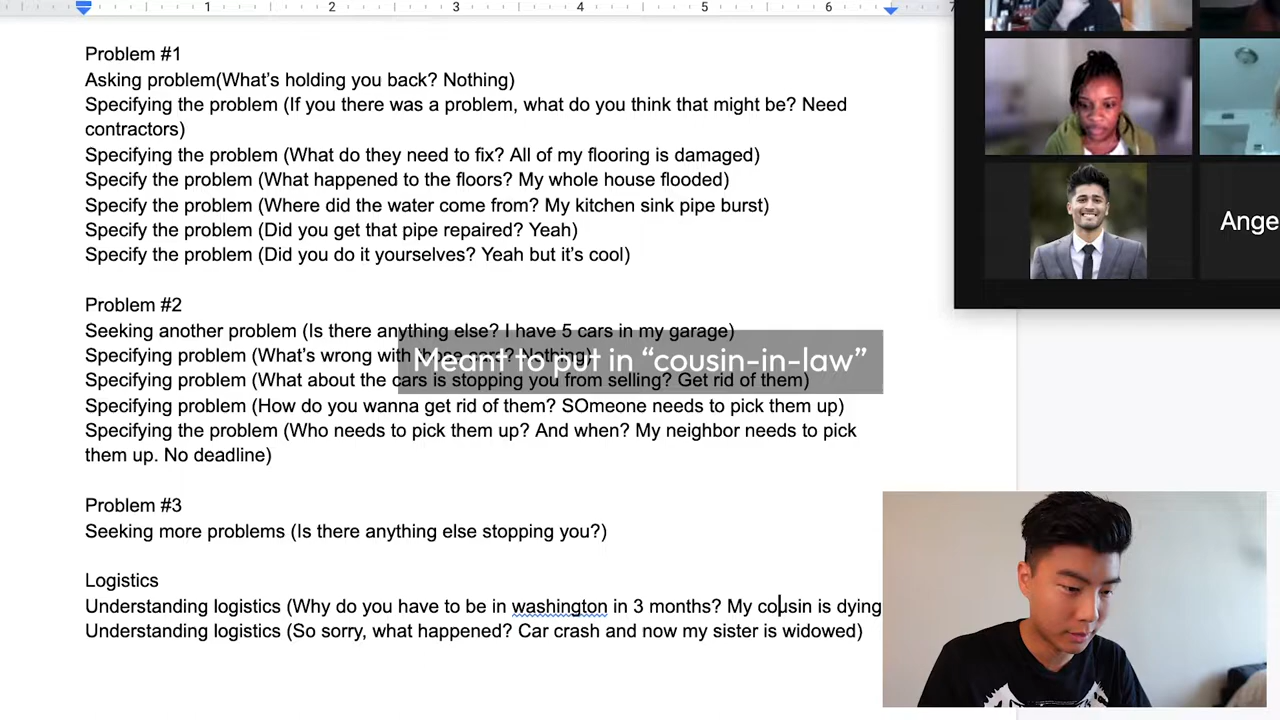 1 2 3 4 5 6 7
Problem #1
Asking problem(What's holding you back? Nothing)
Specifying the problem (If you there was a problem, what do you think that might be? Need
contractors)
Specifying the problem (What do they need to fix? All of my flooring is damaged)
Specify the problem (What happened to the floors? My whole house flooded)
Specify the problem (Where did the water come from? My kitchen sink pipe burst)
Specify the problem (Did you get that pipe repaired? Yeah)
Specify the problem (Did you do it yourselves? Yeah but it's cool)
Ange
Problem #2
Seeking another problem (Is there anything else? I have 5 cars in my garage)
Specifying problem (What's wrong with those cars? Nothing)
Meant to put in “cousin-in-law”
Specifying problem (What about the cars is stopping you from selling? Get rid of them)
Specifying problem (How do you wanna get rid of them? SOmeone needs to pick them up)
Specifying the problem (Who needs to pick them up? And when? My neighbor needs to pick
them up. No deadline)
Problem #3
Seeking more problems (Is there anything else stopping you?)
Logistics
Understanding logistics (Why do you have to be in washington in 3 months? My cousin is dying
Understanding logistics (So sorry, what happened? Car crash and now my sister is widowed)